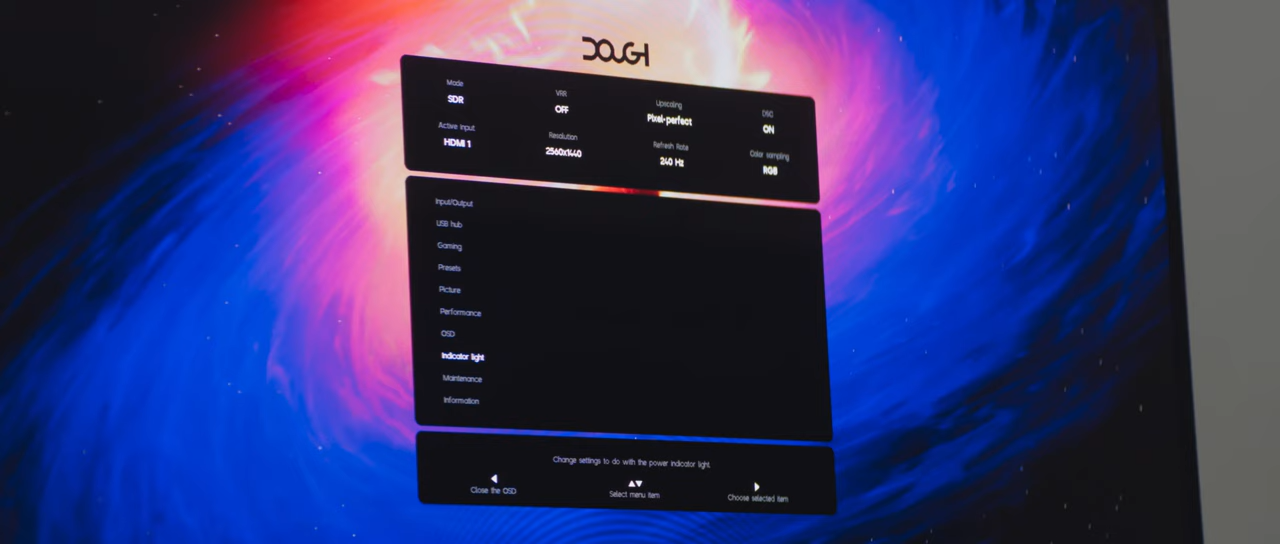 DOUGH
Mode
SDR
VRR
OFF
Upscaling
Pixel-perfect
DSC
ON
Active Input
HDMI 1
Resolution
2560x1440
Refresh Rate
240 Hz
Color sampling
RGB
Input/Output
USB hub
Gaming
Presets
Picture
Performance
OSD
Indicator light
Maintenance
Information
Change settings to do with the power indicator light.
Close the OSD
Select menu item
Choose selected item